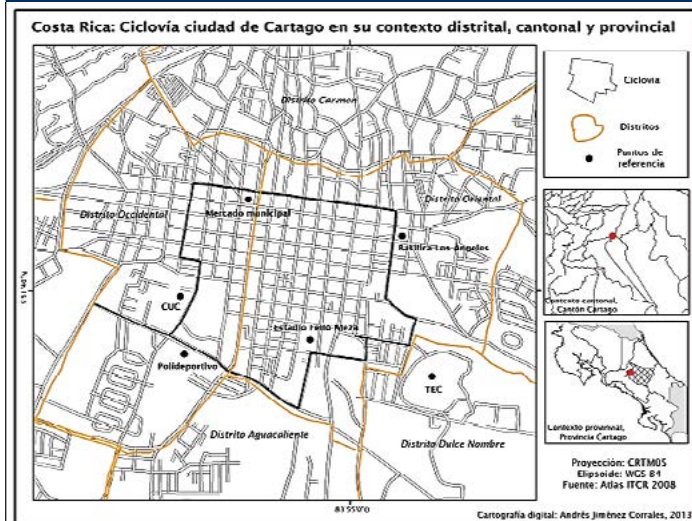 Costa Rica: Ciclovía ciudad de Cartago en su contexto distrital, cantonal y provincial
Ciclovía
Distritos
Puntos de
referencia
Distrito Carmen
Distrito Occidental
Mercado municipal
Distrito Oriental
Basílica Los Ángeles
CUC
Estadio Fello Meza
Polideportivo
TEC
Distrito Aguacaliente
Distrito Dulce Nombre
Contexto cantonal,
Cantón Cartago
Contexto provincial,
Provincia Cartago
Proyección: CRTM05
Elipsoide: WGS 84
Fuente: Atlas ITCR 2008
Cartografía digital: Andrés Jiménez Corrales, 2013